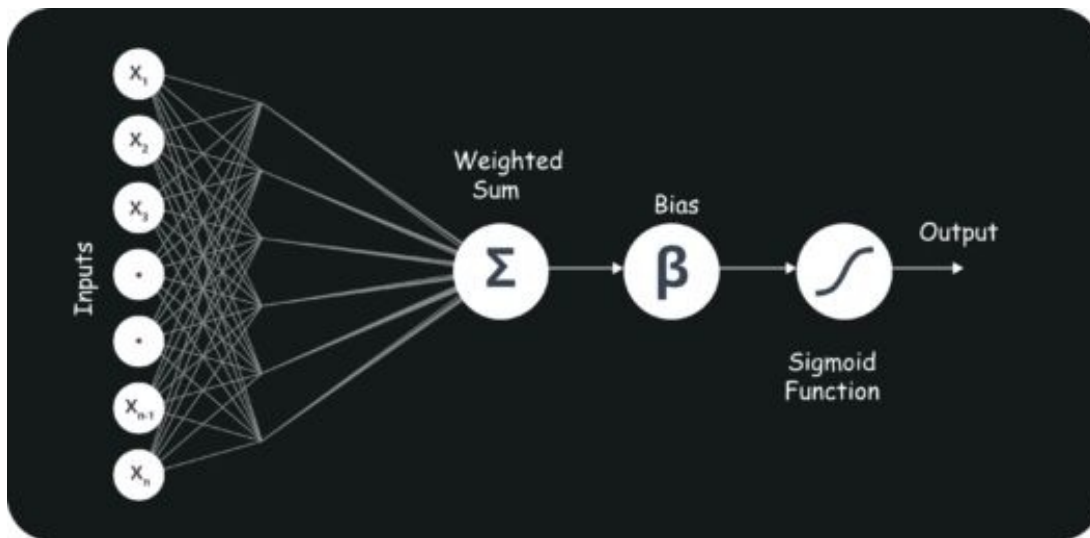 X₁
X₂
X₃
Inputs
Xₙ₋₁
Xₙ
Weighted
Sum
Σ
Bias
β
Sigmoid
Function
Output